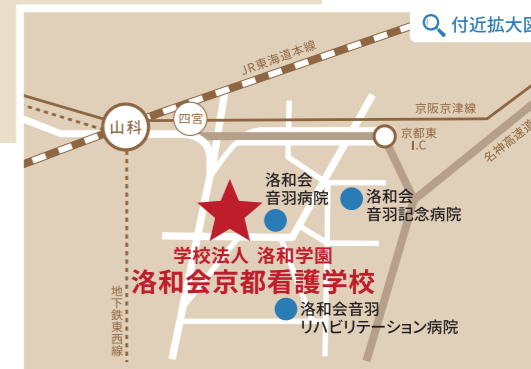 付近拡大図
JR東海道本線
山科
四宮
京阪京津線
京都東
I.C
名神高速道
洛和会
音羽病院
洛和会
音羽記念病院
学校法人 洛和学園
洛和会京都看護学校
地下鉄東西線
洛和会音羽
リハビリテーション病院